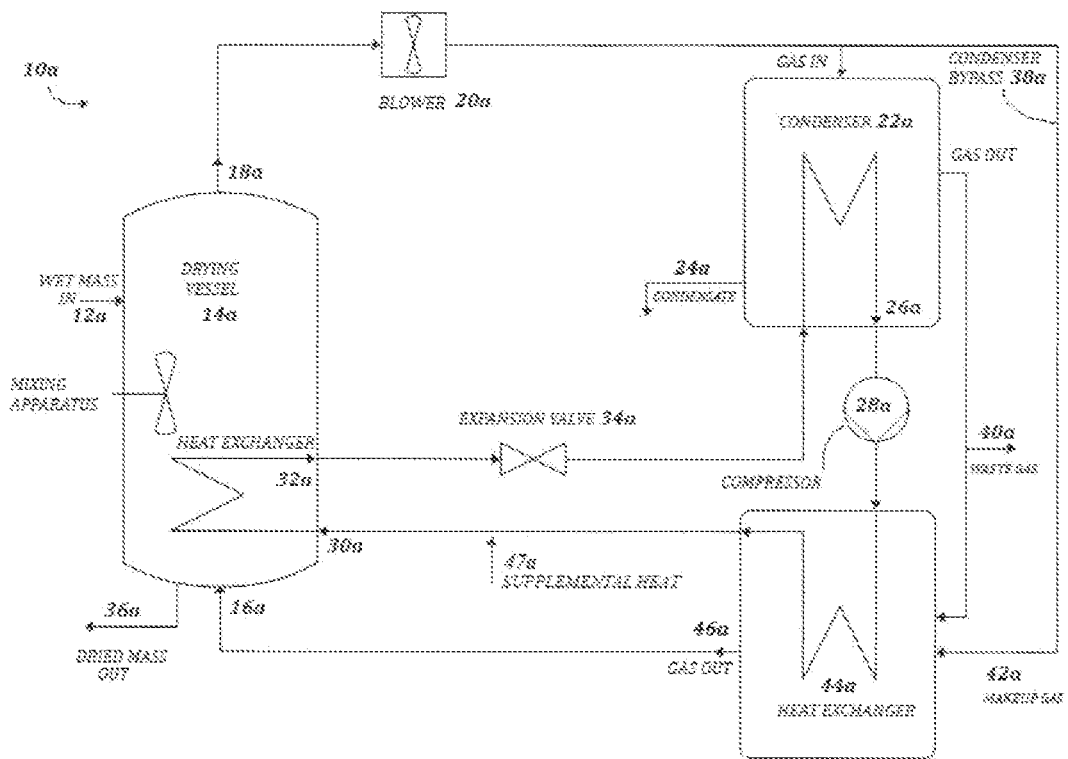 10a
BLOWER 20a
GAS IN
CONDENSER
BYPASS 38a
CONDENSER 22a
GAS OUT
18a
DRYING
VESSEL
14a
WET MASS
IN
12a
24a
CONDENSATE
26a
MIXING
APPARATUS
EXPANSION VALVE 34a
28a
40a
WASTE GAS
HEAT EXCHANGER
32a
COMPRESSOR
30a
47a
SUPPLEMENTAL HEAT
36a
16a
DRIED MASS
OUT
46a
GAS OUT
44a
HEAT EXCHANGER
42a
MAKEUP GAS